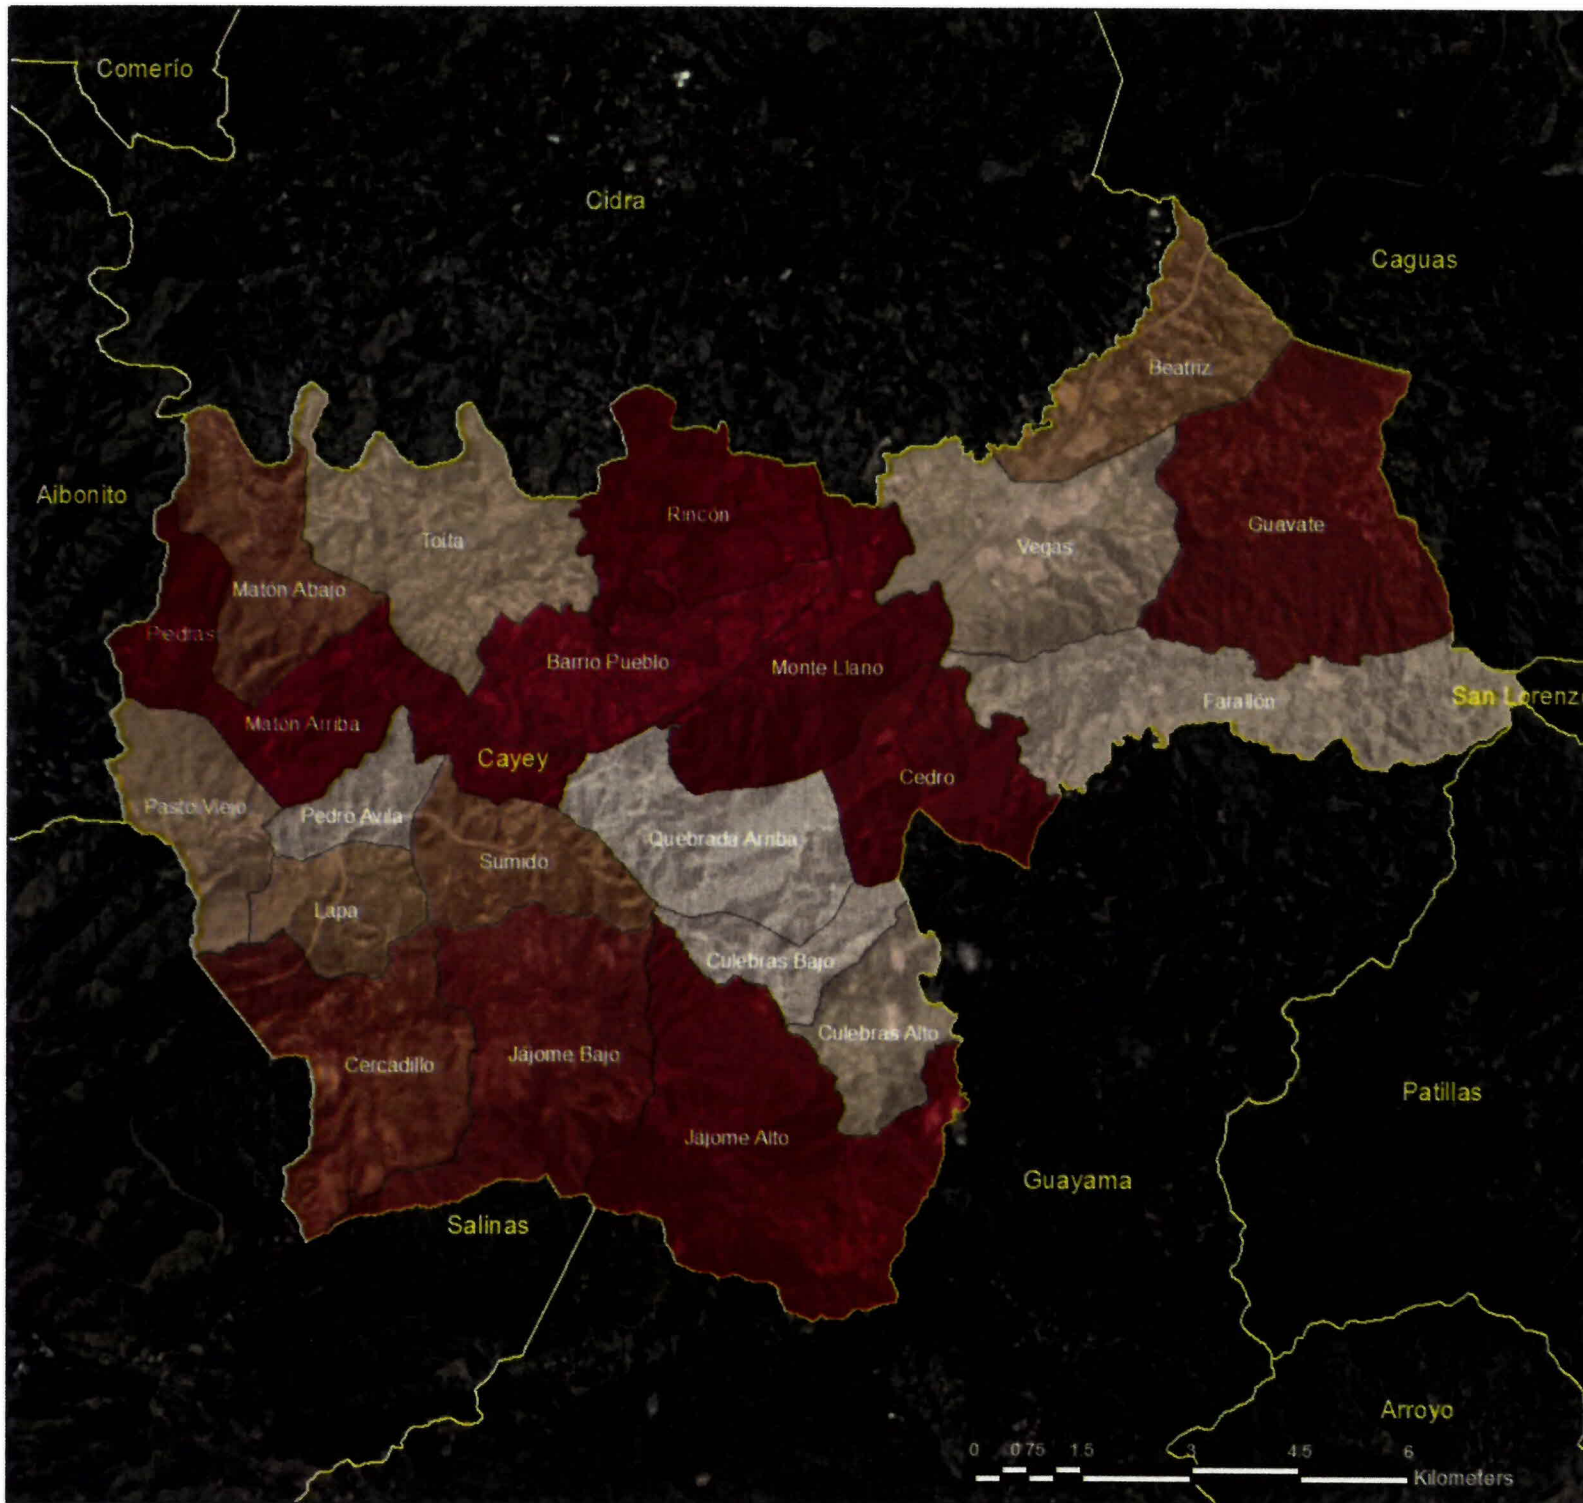 Comerío
Cidra
Caguas
Beatriz
Aibonito
Rincón
Guavate
Toita
Vegas
Matón Abajo
Piedras
Barrio Pueblo
Monte Llano
Farallón
San Lorenz
Matón Arriba
Cayey
Cedro
Pasto Viejo
Pedro Avila
Quebrada Arriba
Sumido
Lapa
Culebras Bajo
Culebras Alto
Cercadillo
Jájome Bajo
Patillas
Jájome Alto
Guayama
Salinas
Arroyo
0 0.75 1.5 3 4.5 6
Kilometers